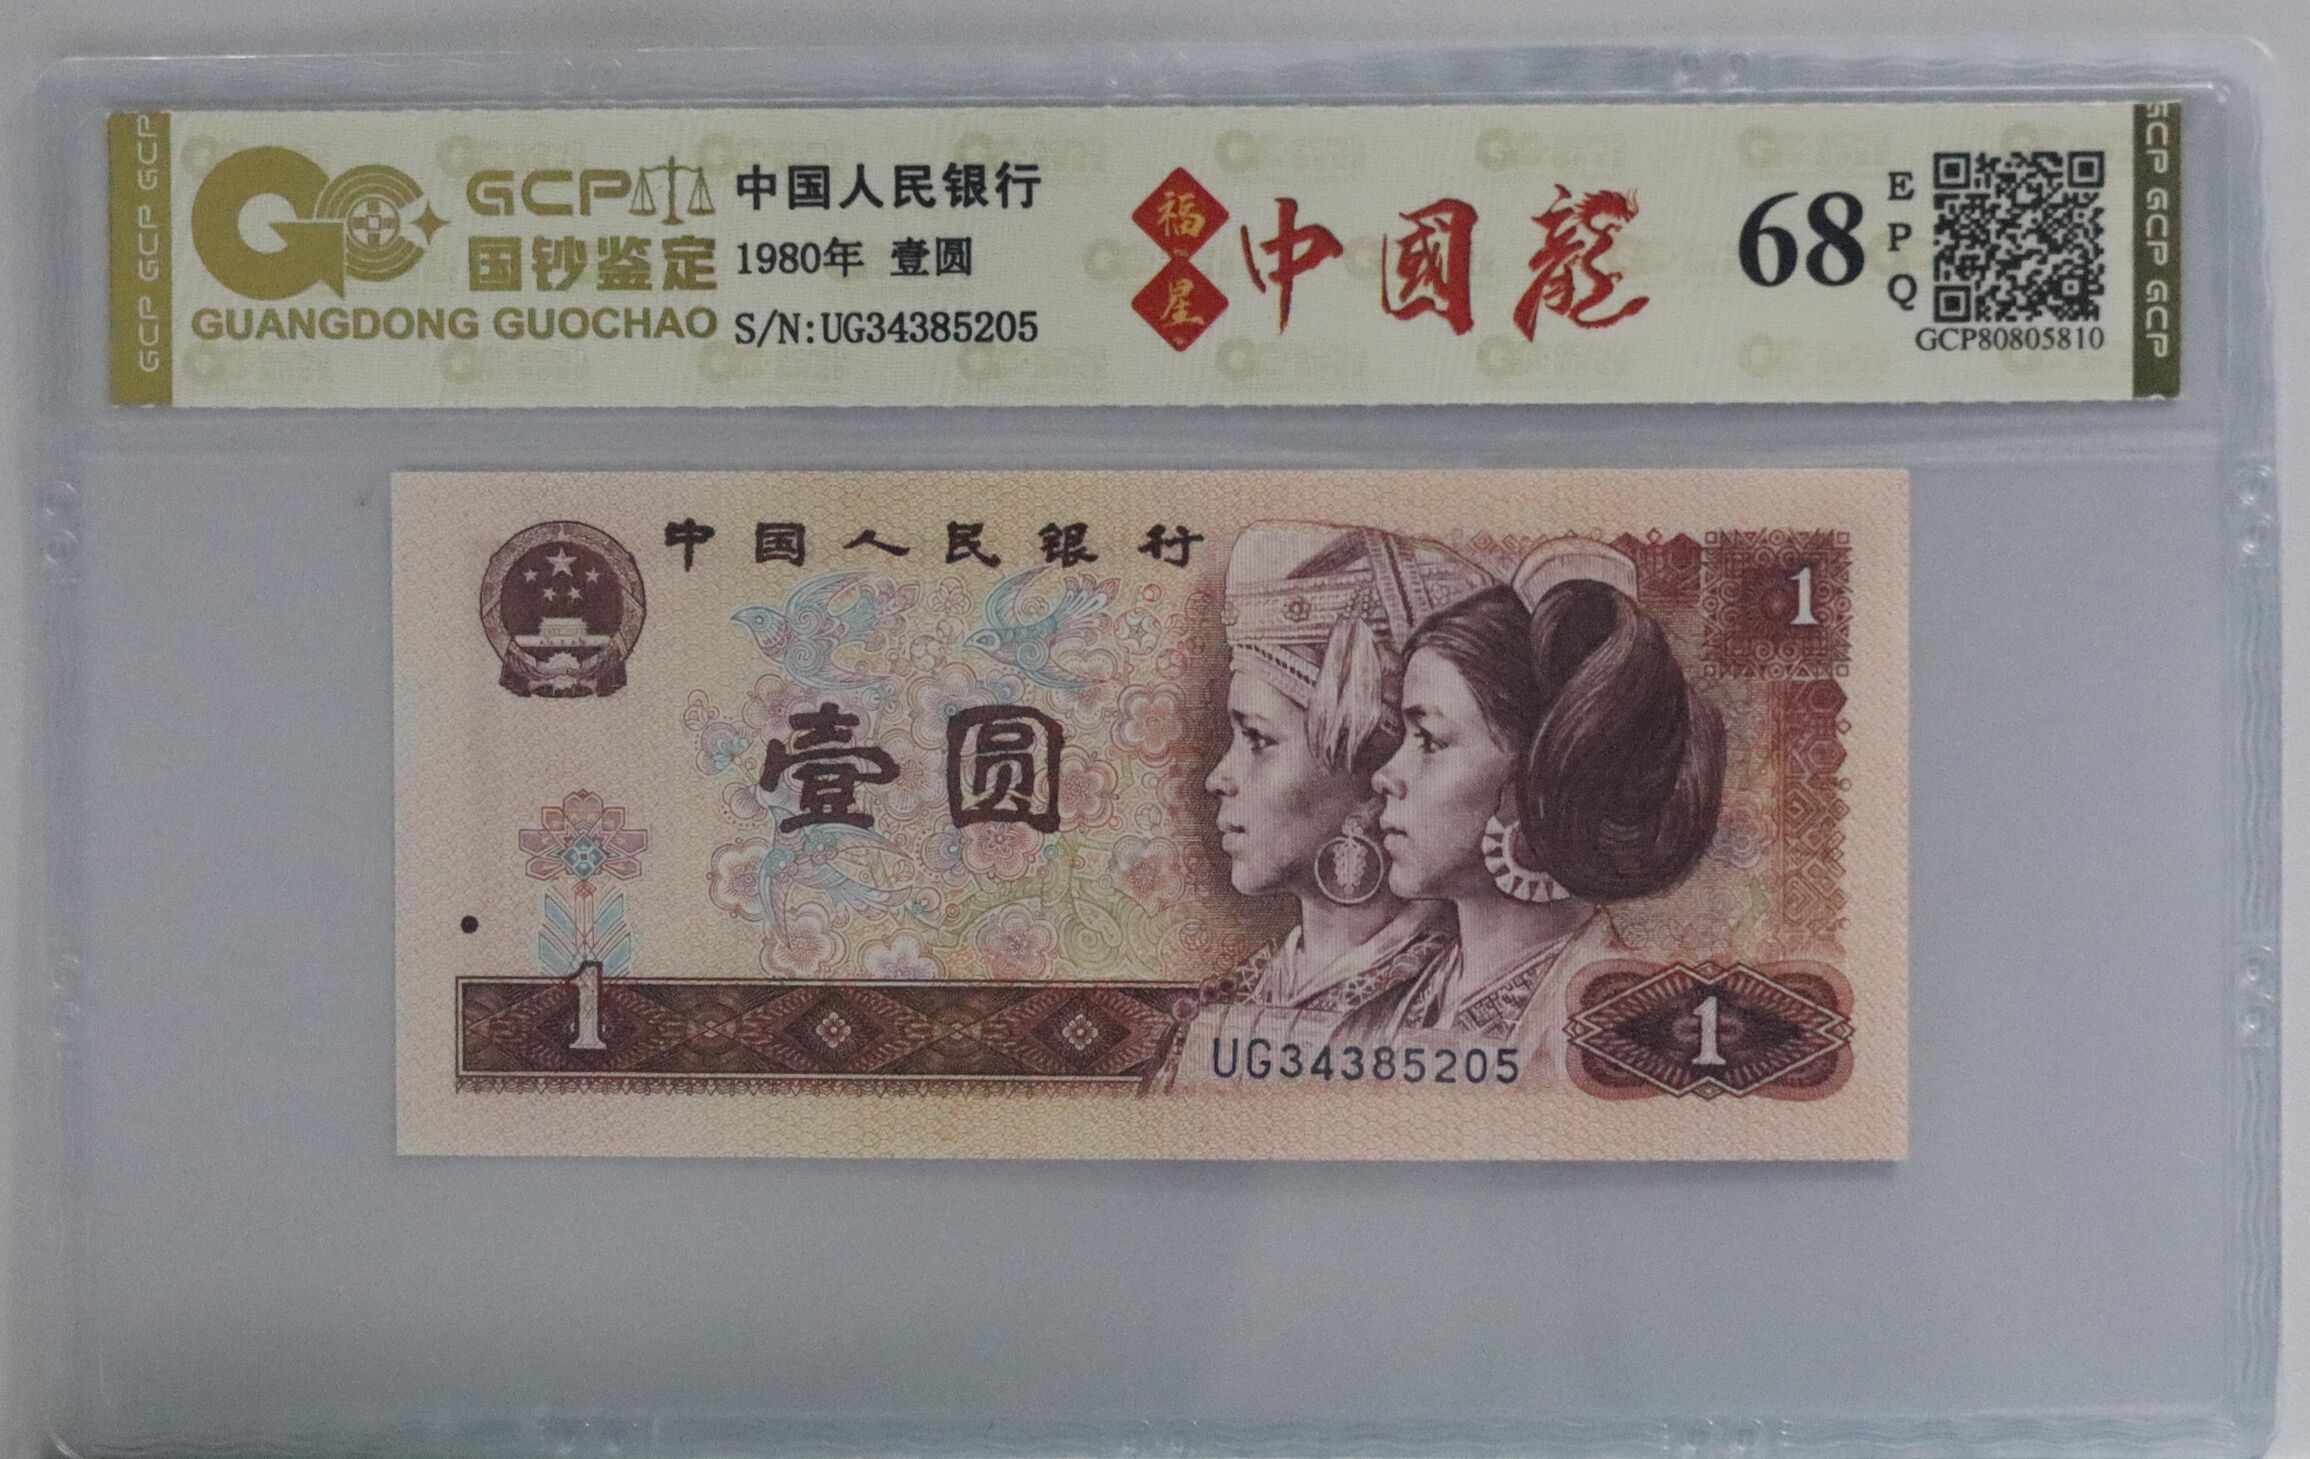 GCP GCP GCP
GCP
国钞鉴定
GUANGDONG GUOCHAO
中国人民银行
1980年 壹圆
S/N:UG34385205
福
星
中國龍
68
E
P
Q
GCP80805810
GCP GCP GCP
中国人民银行
1
壹圆
1
UG34385205
1